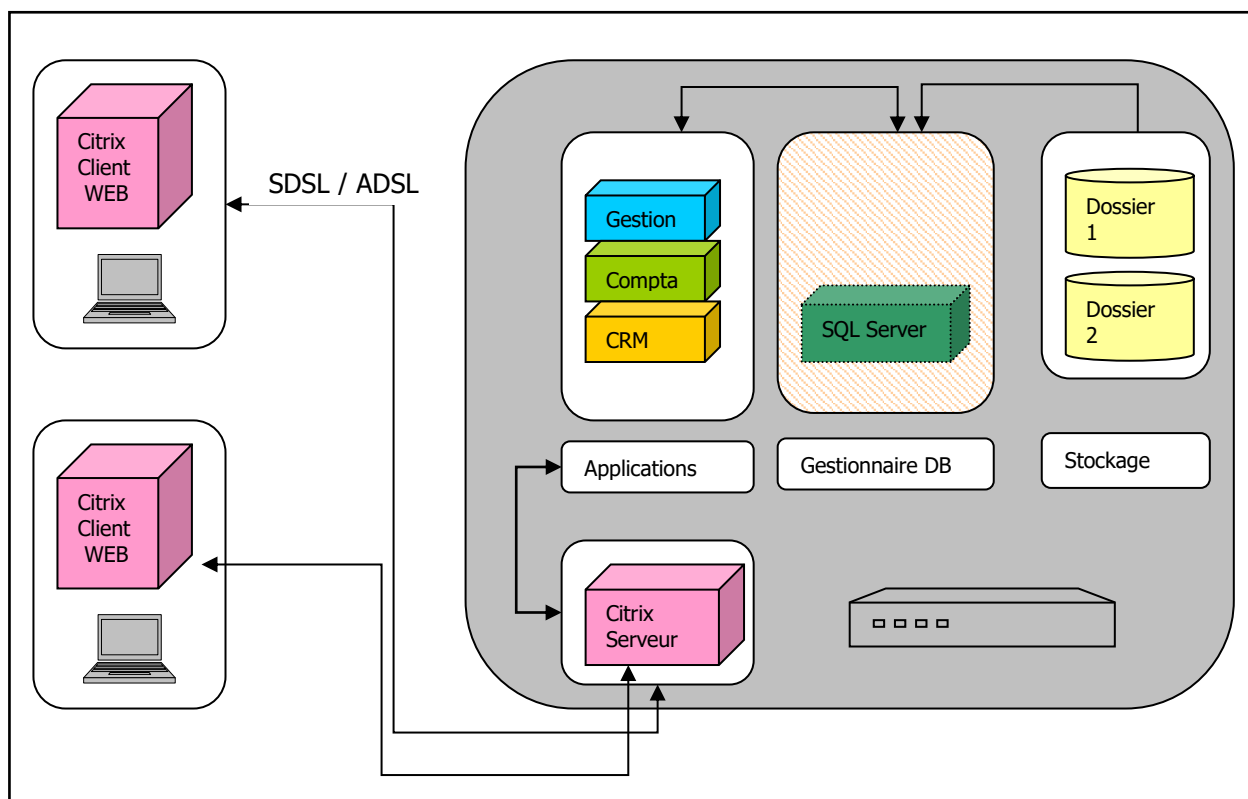 Citrix
Client
WEB
SDSL / ADSL
Citrix
Client
WEB
Gestion
Compta
CRM
SQL Server
Dossier
1
Dossier
2
Applications
Gestionnaire DB
Stockage
Citrix
Serveur